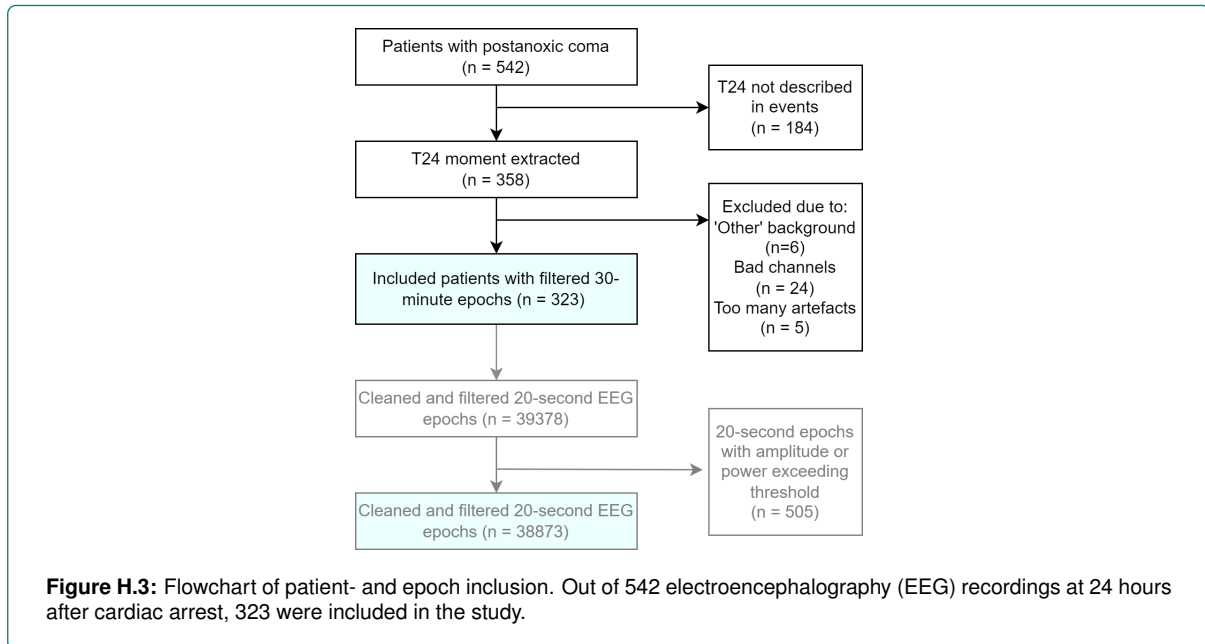 Patients with postanoxic coma
(n = 542)
T24 not described
in events
(n = 184)
T24 moment extracted
(n = 358)
Excluded due to:
'Other' background
(n=6)
Bad channels
(n = 24)
Too many artefacts
(n = 5)
Included patients with filtered 30-
minute epochs (n = 323)
Cleaned and filtered 20-second EEG
epochs (n = 39378)
20-second epochs
with amplitude or
power exceeding
threshold
(n = 505)
Cleaned and filtered 20-second EEG
epochs (n = 38873)
Figure H.3: Flowchart of patient- and epoch inclusion. Out of 542 electroencephalography (EEG) recordings at 24 hours
after cardiac arrest, 323 were included in the study.